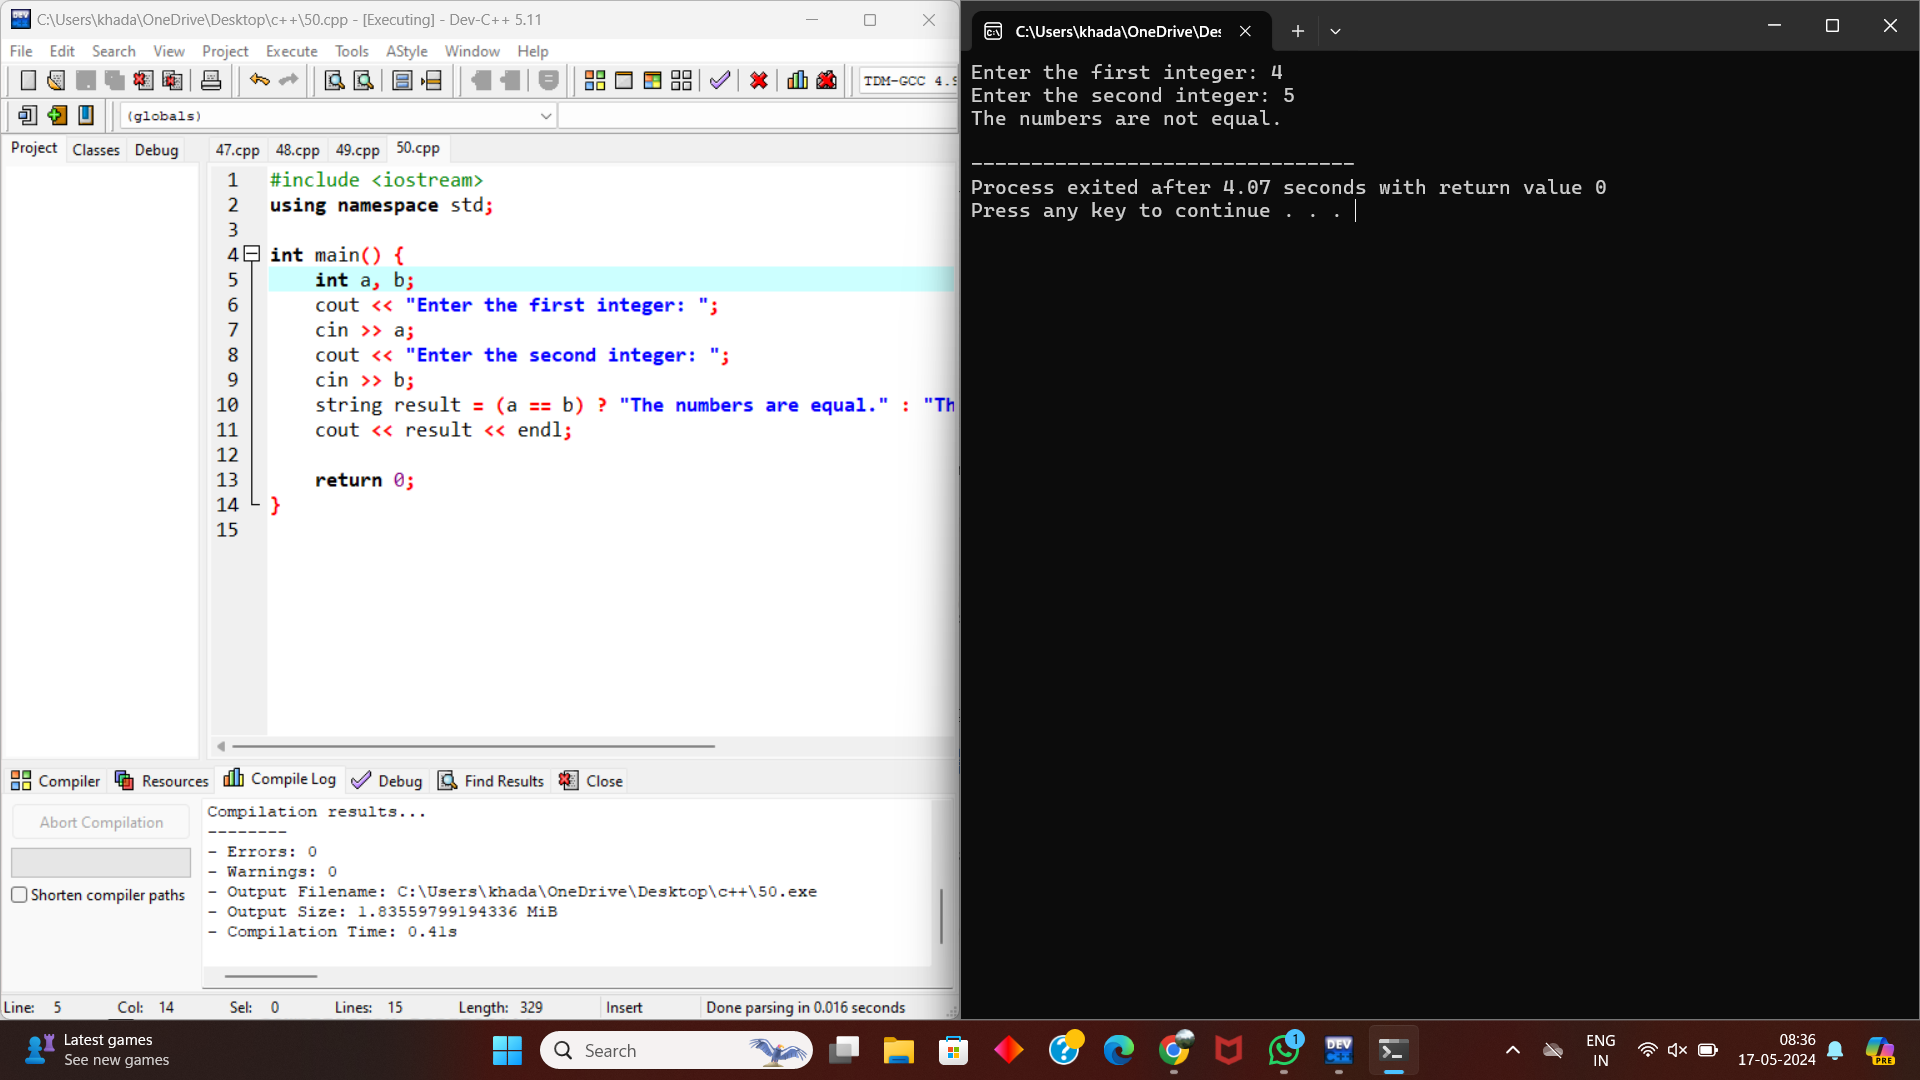 C:\Users\khada\OneDrive\Desktop\c++\50.cpp - [Executing] - Dev-C++ 5.11
File Edit Search View Project Execute Tools AStyle Window Help
TDM-GCC 4.9
(globals)
Project Classes Debug
47.cpp 48.cpp 49.cpp 50.cpp
1 #include <iostream>
2 using namespace std;
3
4 int main() {
5 int a, b;
6 cout << "Enter the first integer: ";
7 cin >> a;
8 cout << "Enter the second integer: ";
9 cin >> b;
10 string result = (a == b) ? "The numbers are equal." : "Th
11 cout << result << endl;
12
13 return 0;
14 }
15
Compiler Resources Compile Log Debug Find Results Close
Abort Compilation
Shorten compiler paths
Compilation results...
--------
- Errors: 0
- Warnings: 0
- Output Filename: C:\Users\khada\OneDrive\Desktop\c++\50.exe
- Output Size: 1.83559799194336 MiB
- Compilation Time: 0.41s
Line: 5 Col: 14 Sel: 0 Lines: 15 Length: 329 Insert Done parsing in 0.016 seconds
C:\Users\khada\OneDrive\Des
Enter the first integer: 4
Enter the second integer: 5
The numbers are not equal.
--------------------------------
Process exited after 4.07 seconds with return value 0
Press any key to continue . . .
Latest games
See new games
Search
1
DEV
C++
PRE
ENG
IN
08:36
17-05-2024